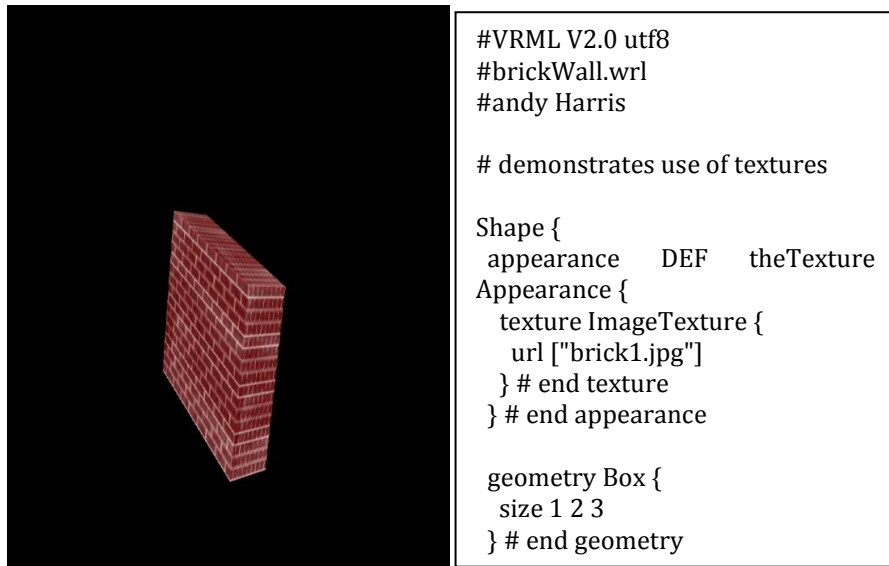 #VRML V2.0 utf8
#brickWall.wrl
#andy Harris
# demonstrates use of textures
Shape {
appearance DEF theTexture
Appearance {
texture ImageTexture {
url ["brick1.jpg"]
} # end texture
} # end appearance
geometry Box {
size 1 2 3
} # end geometry